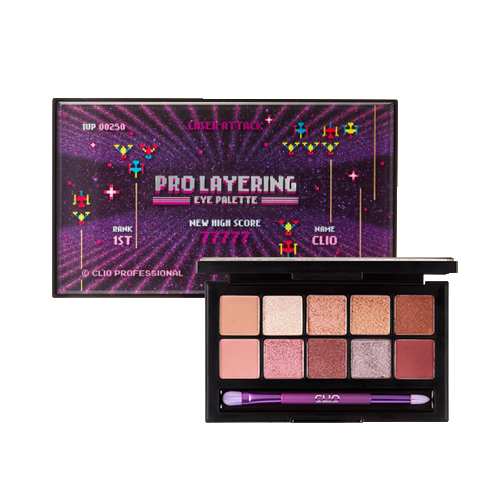 1UP 00250
LASER ATTACK
PRO LAYERING
EYE PALETTE
NEW HIGH SCORE
77777
RANK
1ST
NAME
CLIO
© CLIO PROFESSIONAL
CLIO